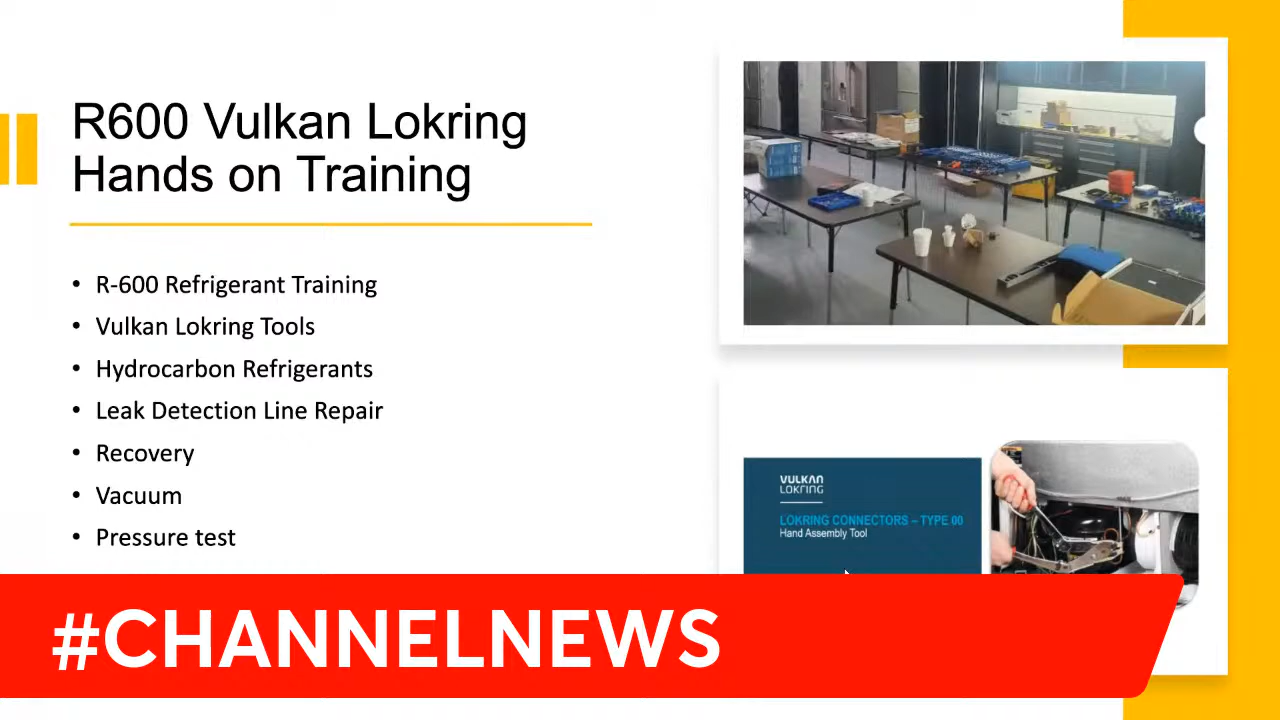 R600 Vulkan Lokring
Hands on Training
• R-600 Refrigerant Training
• Vulkan Lokring Tools
• Hydrocarbon Refrigerants
• Leak Detection Line Repair
• Recovery
• Vacuum
• Pressure test
VULKAN
LOKRING
LOKRING CONNECTORS – TYPE 00
Hand Assembly Tool
#CHANNELNEWS